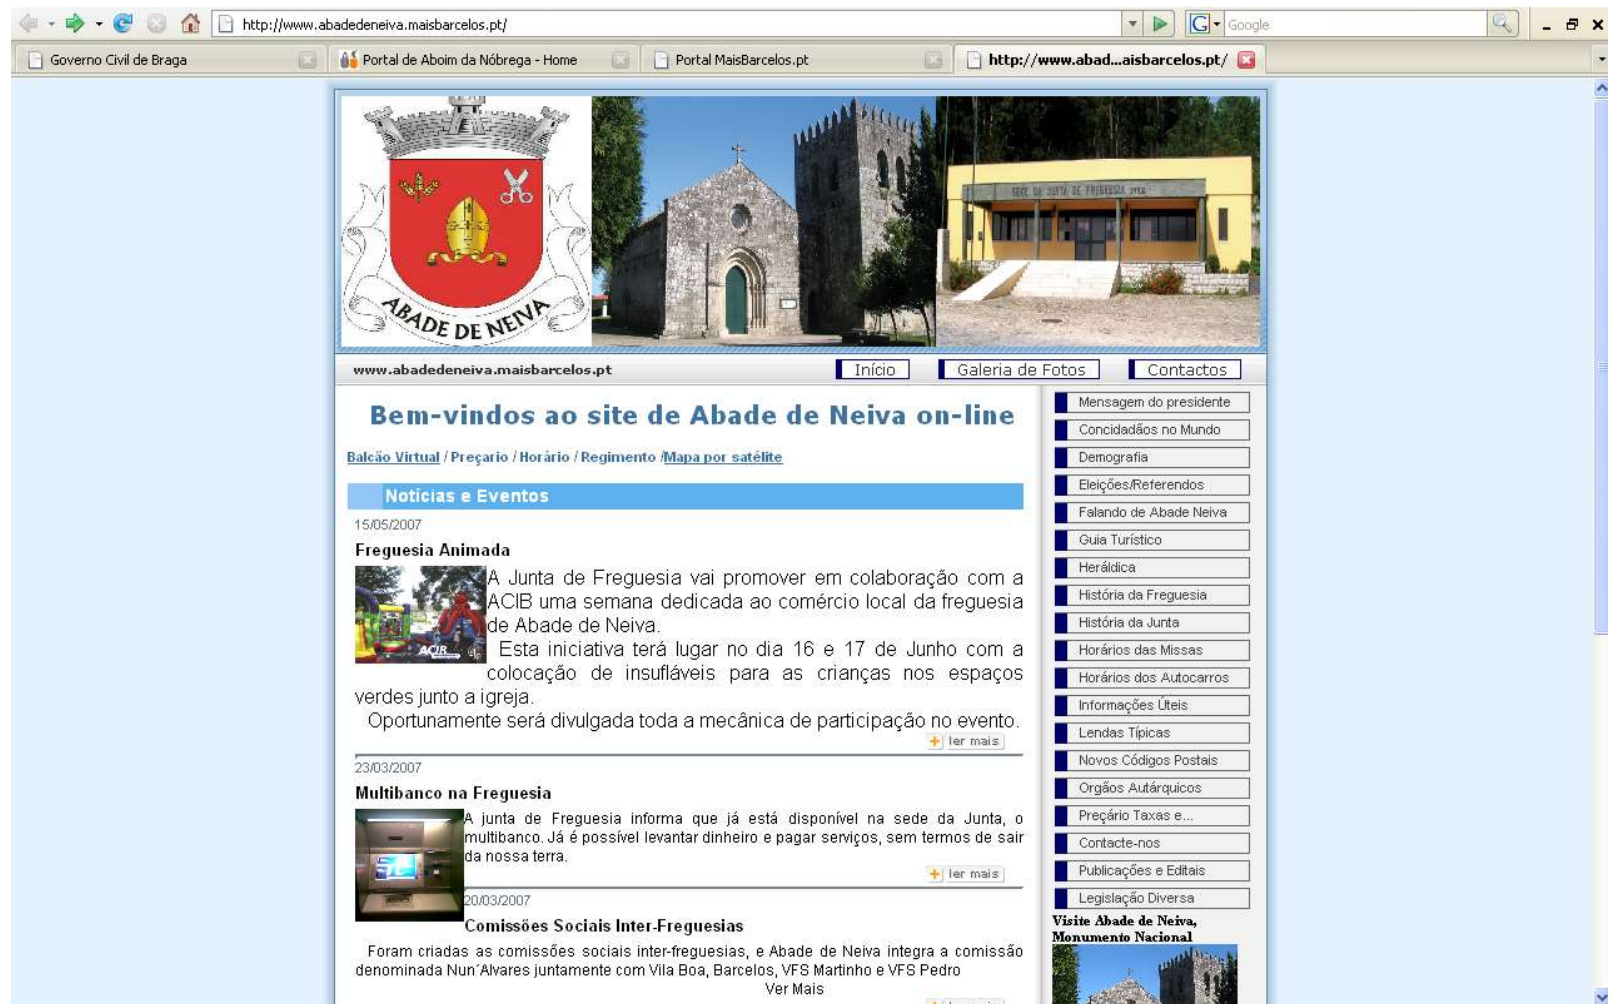 http://www.abadedeneiva.maisbarcelos.pt/
Google
Governo Civil de Braga
Portal de Aboim da Nóbrega - Home
Portal MaisBarcelos.pt
http://www.abad...aisbarcelos.pt/
ABADE DE NEIVA
SEDE DA JUNTA DE FREGUESIA
www.abadedeneiva.maisbarcelos.pt
Início
Galeria de Fotos
Contactos
Bem-vindos ao site de Abade de Neiva on-line
Balcão Virtual / Preçario / Horário / Regimento /Mapa por satélite
Notícias e Eventos
15/05/2007
Freguesia Animada
ACIB
A Junta de Freguesia vai promover em colaboração com a
ACIB uma semana dedicada ao comércio local da freguesia
de Abade de Neiva.
Esta iniciativa terá lugar no dia 16 e 17 de Junho com a
colocação de insufláveis para as crianças nos espaços
verdes junto a igreja.
Oportunamente será divulgada toda a mecânica de participação no evento.
ler mais
23/03/2007
Multibanco na Freguesia
A junta de Freguesia informa que já está disponível na sede da Junta, o
multibanco. Já é possível levantar dinheiro e pagar serviços, sem termos de sair
da nossa terra.
ler mais
20/03/2007
Comissões Sociais Inter-Freguesias
Foram criadas as comissões sociais inter-freguesias, e Abade de Neiva integra a comissão
denominada Nun´Alvares juntamente com Vila Boa, Barcelos, VFS Martinho e VFS Pedro
Ver Mais
Mensagem do presidente
Concidadãos no Mundo
Demografia
Eleições/Referendos
Falando de Abade Neiva
Guia Turístico
Heráldica
História da Freguesia
História da Junta
Horários das Missas
Horários dos Autocarros
Informações Úteis
Lendas Típicas
Novos Códigos Postais
Orgãos Autárquicos
Preçário Taxas e...
Contacte-nos
Publicações e Editais
Legislação Diversa
Visite Abade de Neiva,
Monumento Nacional